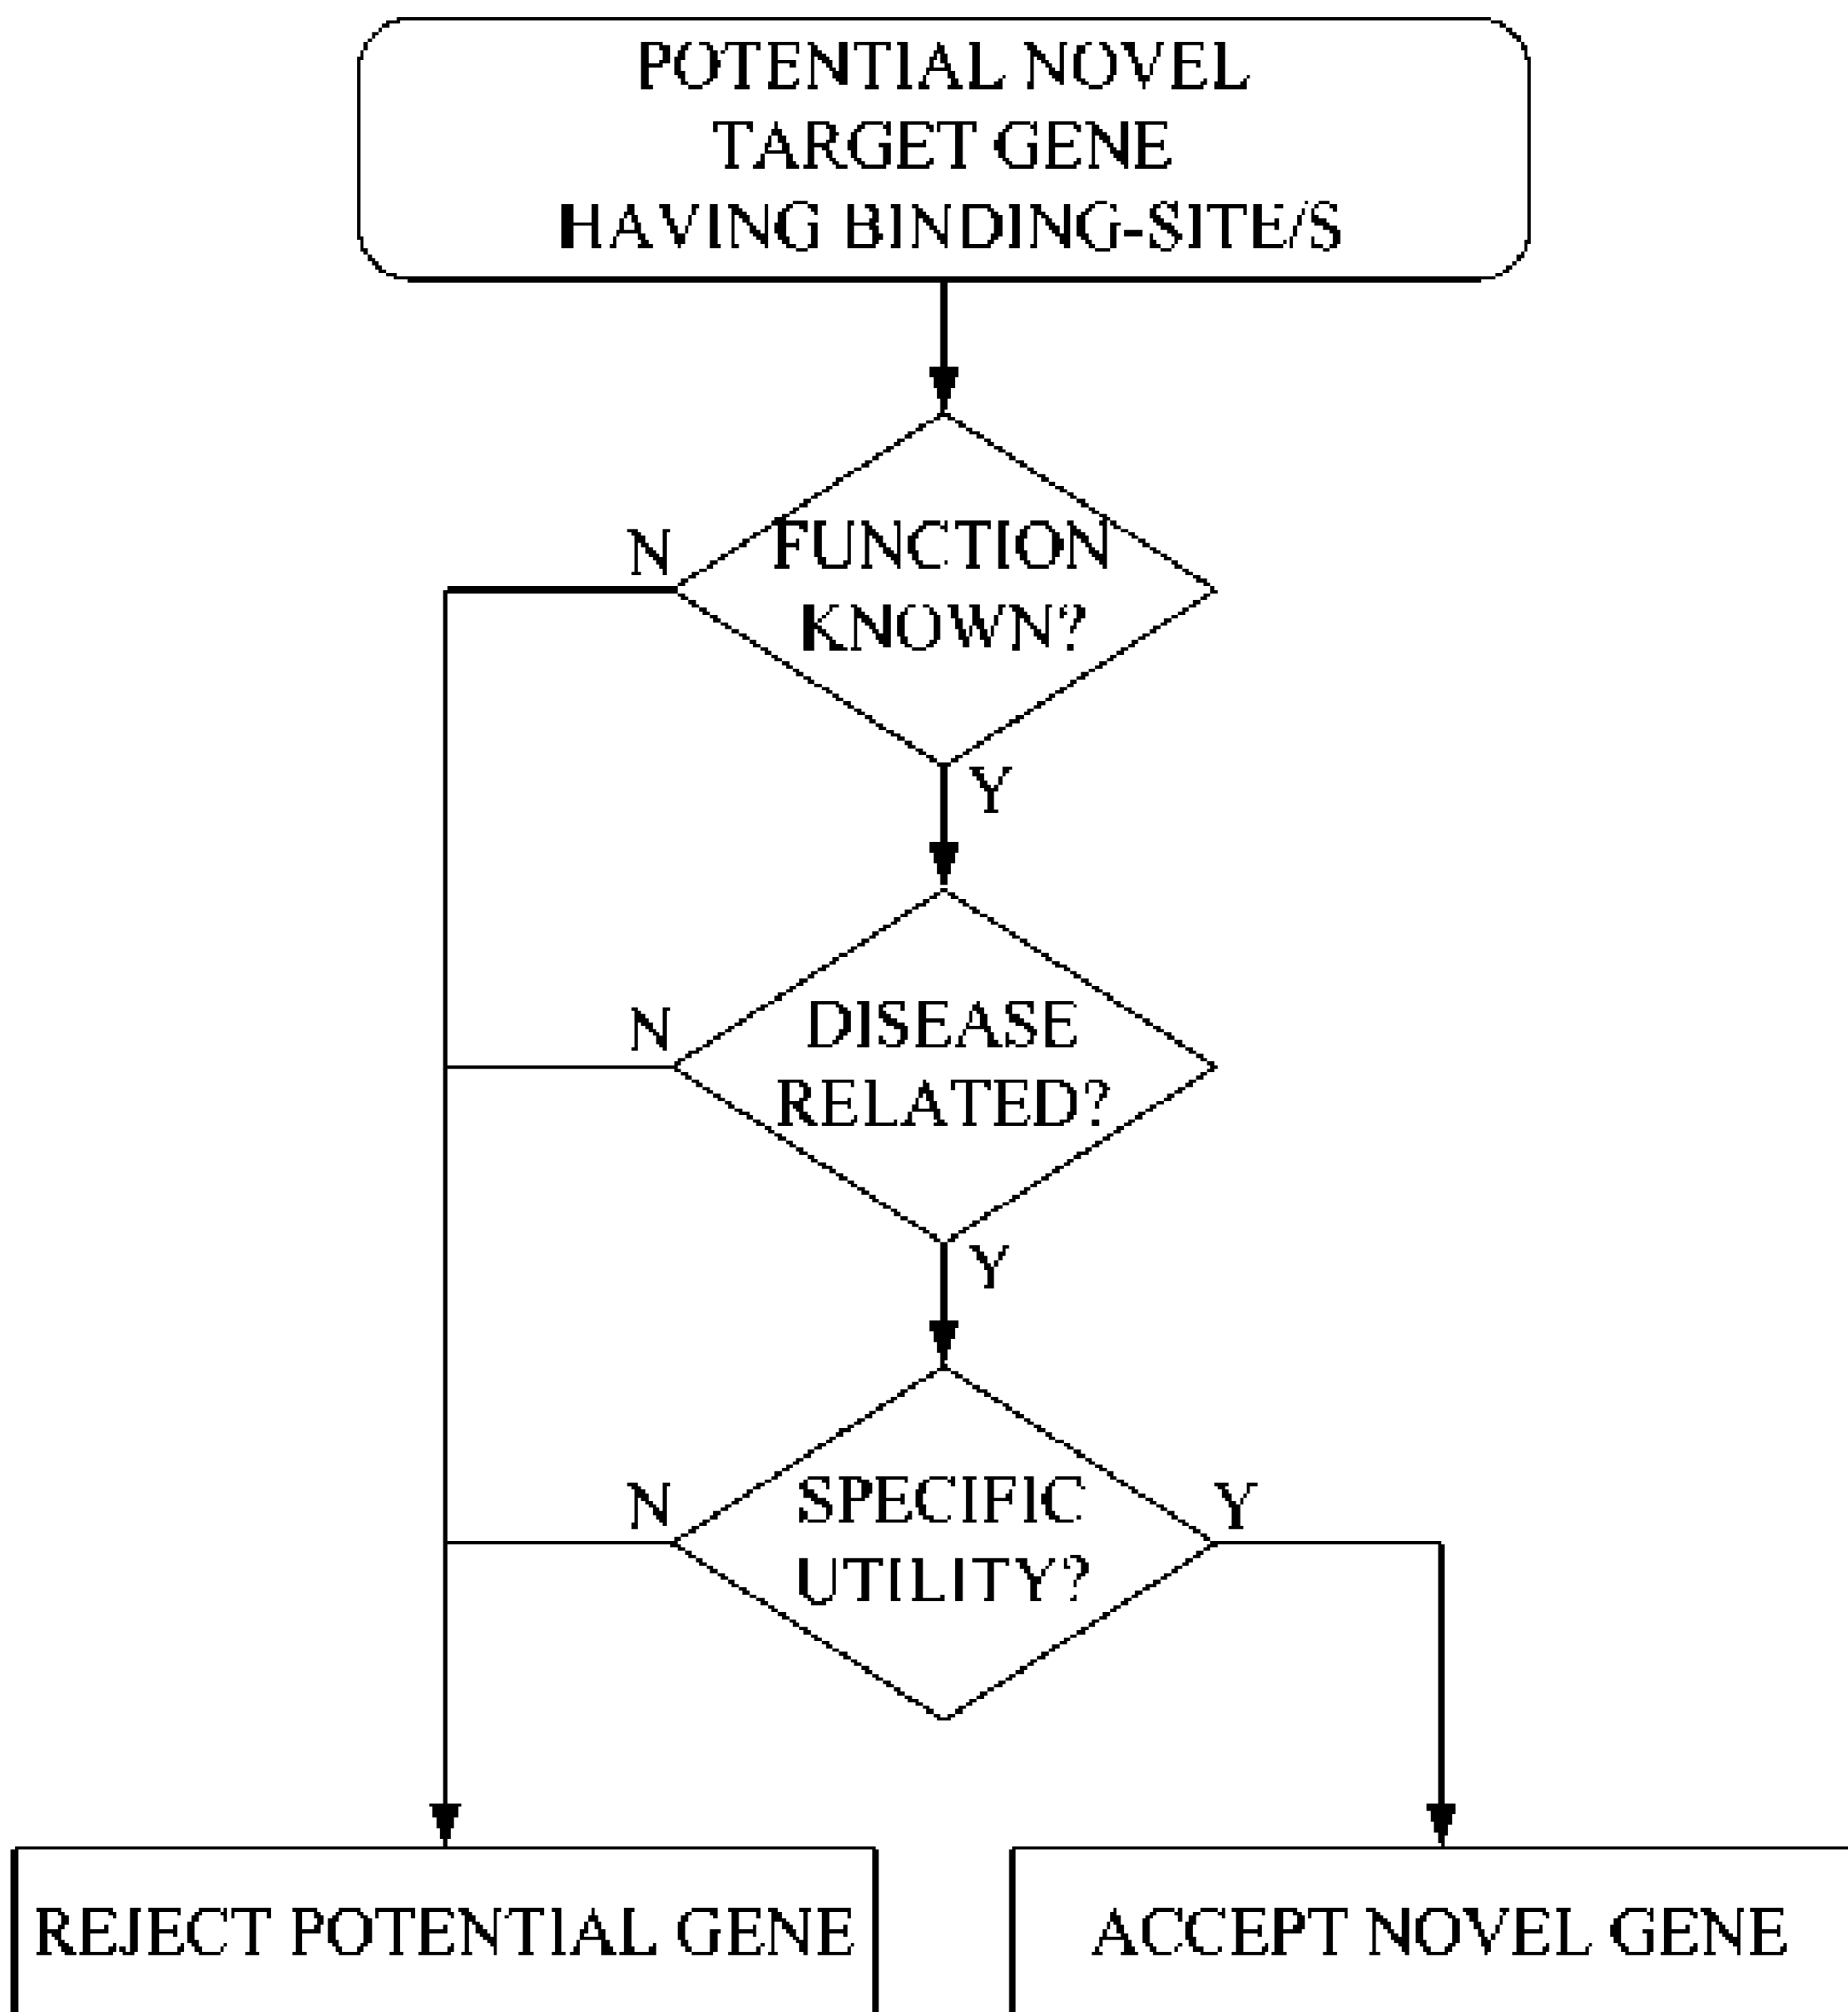 POTENTIAL NOVEL
TARGET GENE
HAVING BINDING-SITE/S
N
FUNCTION
KNOWN?
Y
N
DISEASE
RELATED?
Y
N
SPECIFIC
UTILITY?
Y
REJECT POTENTIAL GENE
ACCEPT NOVEL GENE